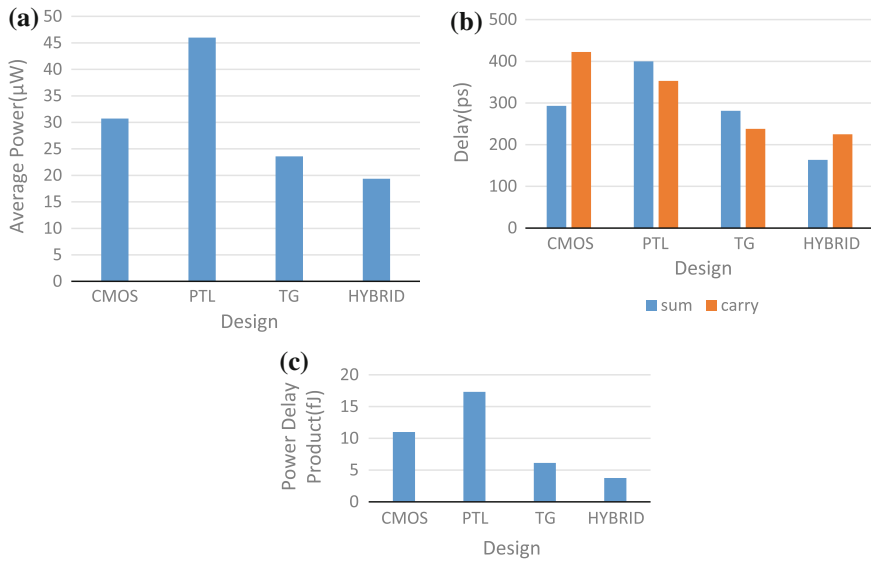 (a)
Average Power(µW)
50
45
40
35
30
25
20
15
10
5
0
CMOS PTL TG HYBRID
Design
(b)
Delay(ps)
500
400
300
200
100
0
CMOS PTL TG HYBRID
Design
sum carry
(c)
Power Delay
Product(fJ)
20
15
10
5
0
CMOS PTL TG HYBRID
Design